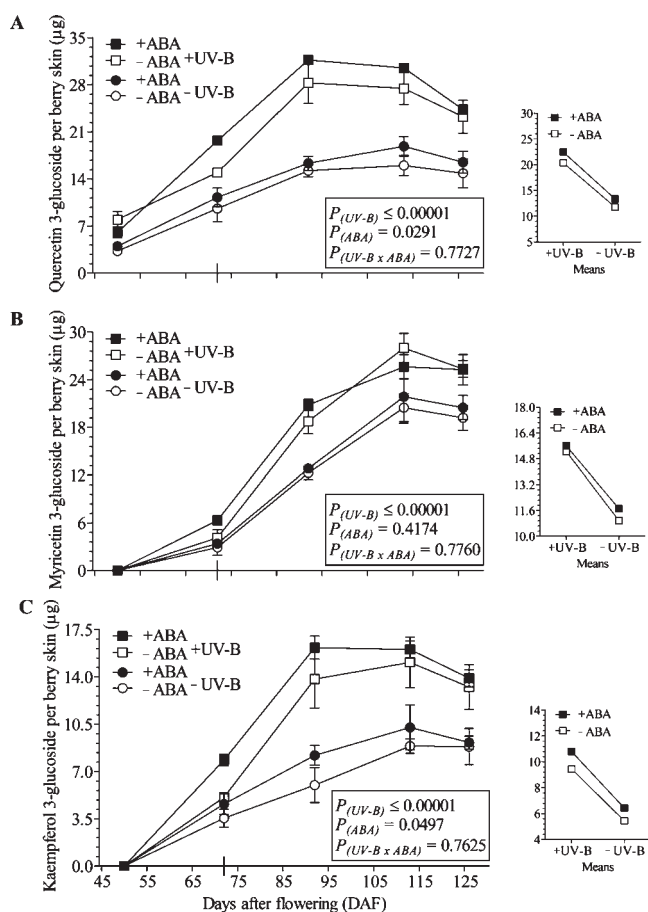 A
Quercetin 3-glucoside per berry skin (µg)
35
28
21
14
7
0
+ABA
−ABA +UV-B
+ABA
−ABA −UV-B
P(UV-B) ≤ 0.00001
P(ABA) = 0.0291
P(UV-B x ABA) = 0.7727
+ABA
−ABA
30
25
20
15
10
5
+UV-B −UV-B
Means
B
Myricetin 3-glucoside per berry skin (µg)
30
24
18
12
6
0
+ABA
−ABA +UV-B
+ABA
−ABA −UV-B
P(UV-B) ≤ 0.00001
P(ABA) = 0.4174
P(UV-B x ABA) = 0.7760
+ABA
−ABA
18.0
16.4
14.8
13.2
11.6
10.0
+UV-B −UV-B
Means
C
Kaempferol 3-glucoside per berry skin (µg)
17.5
14.0
10.5
7.0
3.5
0.0
+ABA
−ABA +UV-B
+ABA
−ABA −UV-B
P(UV-B) ≤ 0.00001
P(ABA) = 0.0497
P(UV-B x ABA) = 0.7625
45 55 65 75 85 95 105 115 125
Days after flowering (DAF)
+ABA
−ABA
14
12
10
8
6
4
+UV-B −UV-B
Means